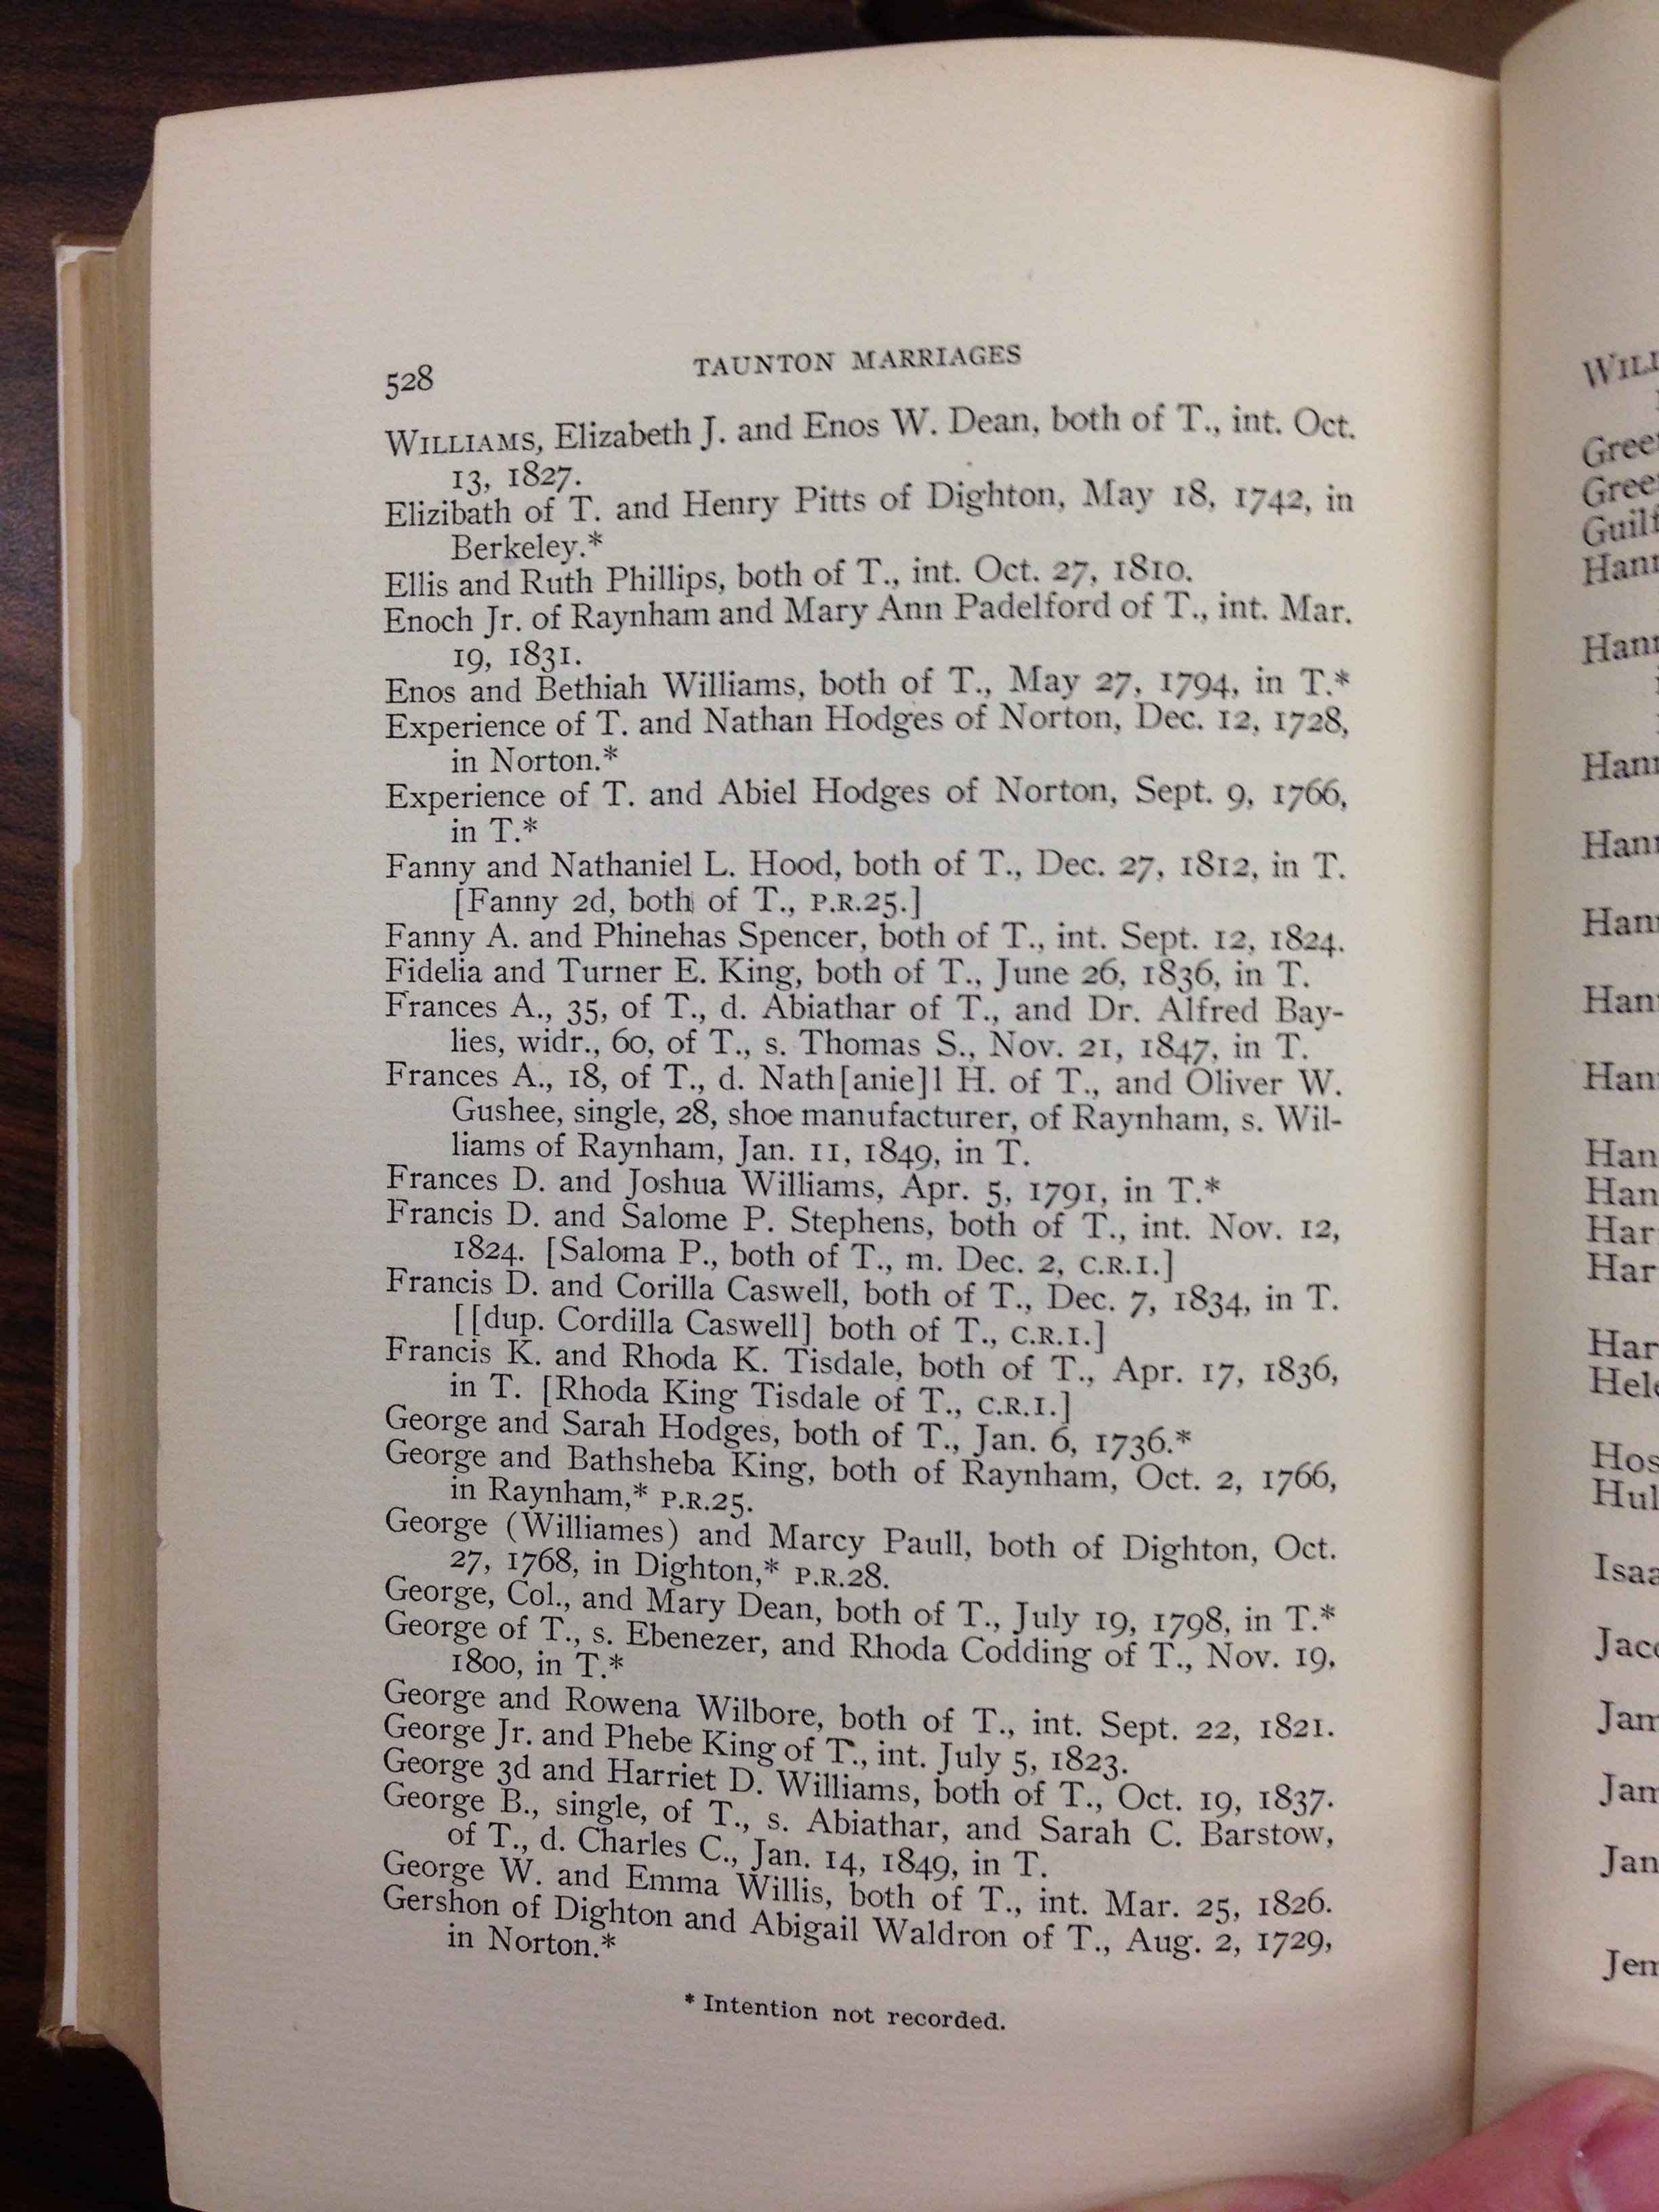 528
TAUNTON MARRIAGES
WILLIAMS, Elizabeth J. and Enos W. Dean, both of T., int. Oct.
13, 1827.
Elizibath of T. and Henry Pitts of Dighton, May 18, 1742, in
Berkeley.*
Ellis and Ruth Phillips, both of T., int. Oct. 27, 1810.
Enoch Jr. of Raynham and Mary Ann Padelford of T., int. Mar.
19, 1831.
Enos and Bethiah Williams, both of T., May 27, 1794, in T.*
Experience of T. and Nathan Hodges of Norton, Dec. 12, 1728,
in Norton.*
Experience of T. and Abiel Hodges of Norton, Sept. 9, 1766,
in T.*
Fanny and Nathaniel L. Hood, both of T., Dec. 27, 1812, in T.
[Fanny 2d, both of T., P.R.25.]
Fanny A. and Phinehas Spencer, both of T., int. Sept. 12, 1824.
Fidelia and Turner E. King, both of T., June 26, 1836, in T.
Frances A., 35, of T., d. Abiathar of T., and Dr. Alfred Bay-
lies, widr., 60, of T., s. Thomas S., Nov. 21, 1847, in T.
Frances A., 18, of T., d. Nath[anie]l H. of T., and Oliver W.
Gushee, single, 28, shoe manufacturer, of Raynham, s. Wil-
liams of Raynham, Jan. 11, 1849, in T.
Frances D. and Joshua Williams, Apr. 5, 1791, in T.*
Francis D. and Salome P. Stephens, both of T., int. Nov. 12,
1824. [Saloma P., both of T., m. Dec. 2, C.R.I.]
Francis D. and Corilla Caswell, both of T., Dec. 7, 1834, in T.
[[dup. Cordilla Caswell] both of T., C.R.I.]
Francis K. and Rhoda K. Tisdale, both of T., Apr. 17, 1836,
in T. [Rhoda King Tisdale of T., C.R.I.]
George and Sarah Hodges, both of T., Jan. 6, 1736.*
George and Bathsheba King, both of Raynham, Oct. 2, 1766,
in Raynham,* P.R.25.
George (Williames) and Marcy Paull, both of Dighton, Oct.
27, 1768, in Dighton,* P.R.28.
George, Col., and Mary Dean, both of T., July 19, 1798, in T.*
George of T., s. Ebenezer, and Rhoda Codding of T., Nov. 19,
1800, in T.*
George and Rowena Wilbore, both of T., int. Sept. 22, 1821.
George Jr. and Phebe King of T., int. July 5, 1823.
George 3d and Harriet D. Williams, both of T., Oct. 19, 1837.
George B., single, of T., s. Abiathar, and Sarah C. Barstow,
of T., d. Charles C., Jan. 14, 1849, in T.
George W. and Emma Willis, both of T., int. Mar. 25, 1826.
Gershon of Dighton and Abigail Waldron of T., Aug. 2, 1729,
in Norton.*
* Intention not recorded.